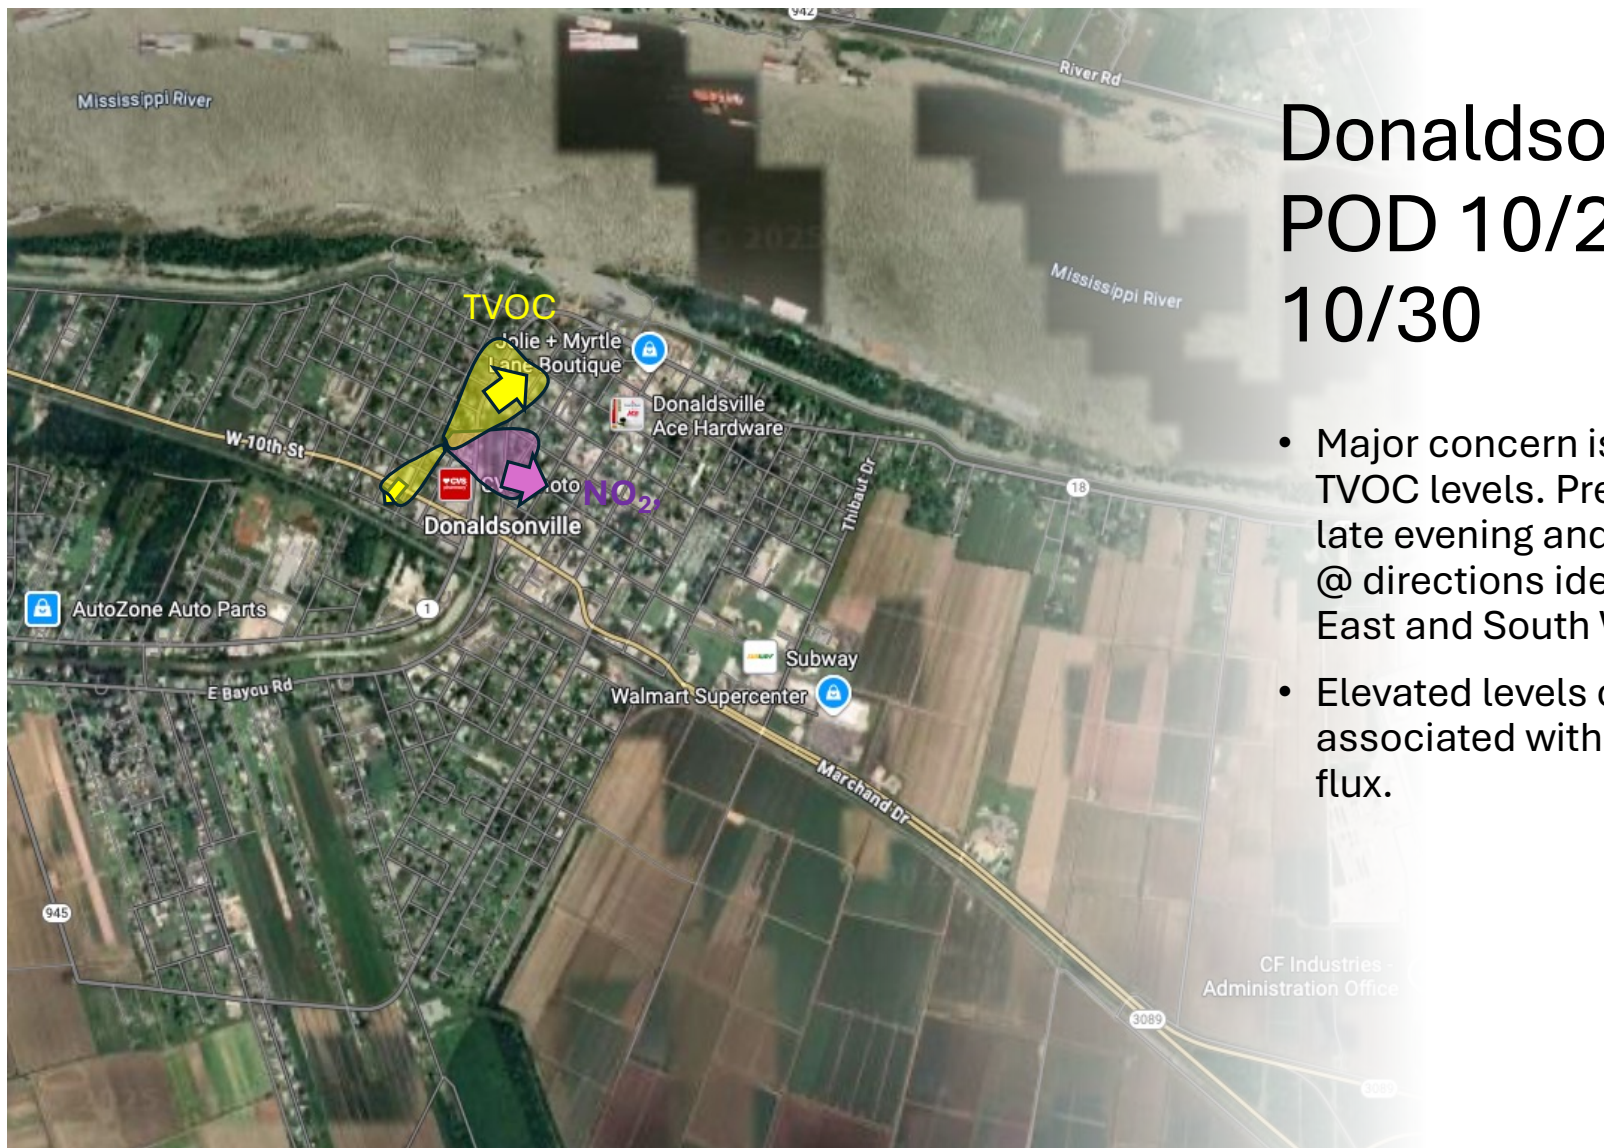 942
River Rd
Mississippi River
Mississippi River
TVOC
Jolie + Myrtle
Lane Boutique
Donaldsville
Ace Hardware
W 10th St
CVS
NO₂,
Donaldsonville
Thibaut Dr
18
AutoZone Auto Parts
1
E Bayou Rd
Subway
Walmart Supercenter
Marchand Dr
945
CF Industries -
Administration Office
3089
3089
Donaldso
POD 10/2
10/30
• Major concern is
TVOC levels. Pre
late evening and
@ directions ide
East and South
• Elevated levels
associated with
flux.